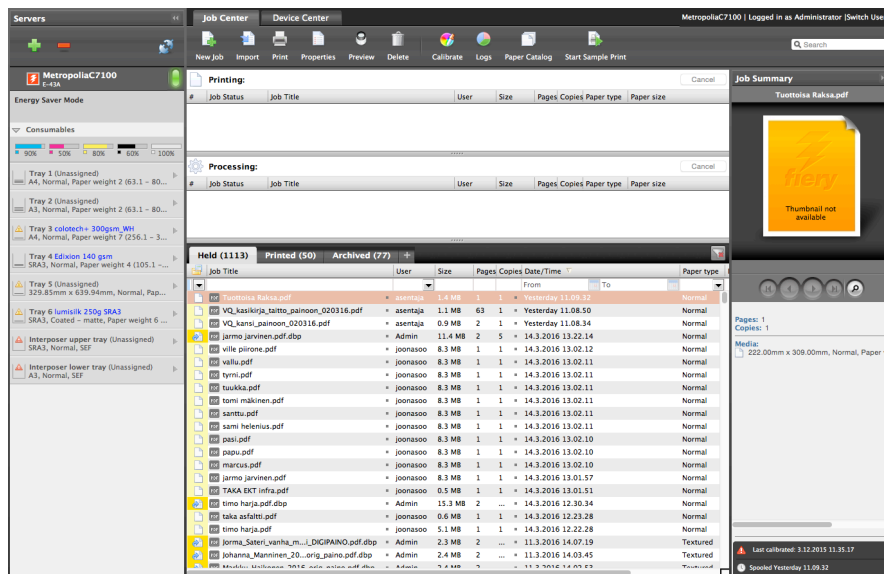 Servers
Job Center
Device Center
MetropoliaC7100 | Logged in as Administrator |Switch User
New Job
Import
Print
Properties
Preview
Delete
Calibrate
Logs
Paper Catalog
Start Sample Print
Search
MetropoliaC7100
E-43A
Energy Saver Mode
Consumables
90% 50% 80% 60% 100%
Tray 1 (Unassigned)
A4, Normal, Paper weight 2 (63.1 - 80...
Tray 2 (Unassigned)
A3, Normal, Paper weight 2 (63.1 - 80...
Tray 3 colotech+ 300gsm_WH
A4, Normal, Paper weight 7 (256.1 - 3...
Tray 4 Edixion 140 gsm
SRA3, Normal, Paper weight 4 (105.1 -...
Tray 5 (Unassigned)
329.85mm x 639.94mm, Normal, Pap...
Tray 6 lumisilk 250g SRA3
SRA3, Coated - matte, Paper weight 6 ...
Interposer upper tray (Unassigned)
SRA3, Normal, SEF
Interposer lower tray (Unassigned)
A3, Normal, SEF
Printing:
Cancel
# Job Status Job Title User Size Pages Copies Paper type Paper size
Processing:
Cancel
# Job Status Job Title User Size Pages Copies Paper type Paper size
Held (1113) Printed (50) Archived (77) +
Job Title User Size Pages Copies Date/Time Paper type
From To
Tuottoisa Raksa.pdf asentaja 1.4 MB 1 1 Yesterday 11.09.32 Normal
VQ_kasikirja_taitto_painoon_020316.pdf asentaja 1.1 MB 63 1 Yesterday 11.08.50 Normal
VQ_kansi_painoon_020316.pdf asentaja 0.9 MB 2 1 Yesterday 11.08.34 Normal
jarmo jarvinen.pdf.dbp Admin 11.4 MB 2 5 14.3.2016 13.22.14 Normal
ville piirone.pdf joonasoo 8.3 MB 1 1 14.3.2016 13.02.12 Normal
vallu.pdf joonasoo 8.3 MB 1 1 14.3.2016 13.02.11 Normal
tyrni.pdf joonasoo 8.3 MB 1 1 14.3.2016 13.02.11 Normal
tuukka.pdf joonasoo 8.3 MB 1 1 14.3.2016 13.02.11 Normal
tomi mäkinen.pdf joonasoo 8.3 MB 1 1 14.3.2016 13.02.11 Normal
santtu.pdf joonasoo 8.3 MB 1 1 14.3.2016 13.02.11 Normal
sami helenius.pdf joonasoo 8.3 MB 1 1 14.3.2016 13.02.11 Normal
pasi.pdf joonasoo 8.3 MB 1 1 14.3.2016 13.02.10 Normal
papu.pdf joonasoo 8.3 MB 1 1 14.3.2016 13.02.10 Normal
marcus.pdf joonasoo 8.3 MB 1 1 14.3.2016 13.02.10 Normal
jarmo jarvinen.pdf joonasoo 8.3 MB 1 1 14.3.2016 13.01.57 Normal
TAKA EKT infra.pdf joonasoo 0.5 MB 1 1 14.3.2016 13.01.51 Normal
timo harja.pdf.dbp Admin 15.3 MB 2 ... 14.3.2016 12.30.34 Normal
taka asfaltti.pdf joonasoo 0.6 MB 1 ... 14.3.2016 12.23.28 Normal
timo harja.pdf joonasoo 5.1 MB 1 1 14.3.2016 12.22.28 Normal
Jorma_Sateri_vanha_m...i_DIGIPAINO.pdf.dbp Admin 2.3 MB 2 ... 11.3.2016 14.07.19 Textured
Johanna_Manninen_20...orig_paino.pdf.dbp Admin 2.4 MB 2 ... 11.3.2016 14.03.45 Textured
Markku_Haikonen_2016_orig_paino.pdf.dbp Admin 2.4 MB 2 ... 11.3.2016 14.02.53 Textured
Job Summary
Tuottoisa Raksa.pdf
fiery
Thumbnail not
available
Pages: 1
Copies: 1
Media:
222.00mm x 309.00mm, Normal, Paper
Last calibrated: 3.12.2015 11.35.17
Spooled Yesterday 11.09.32